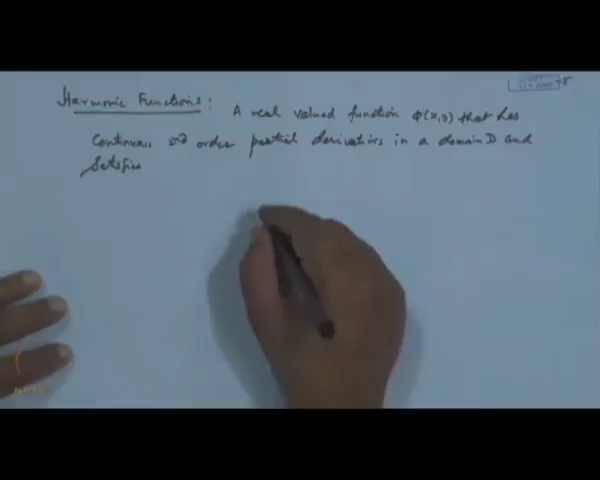 Harmonic Functions : A real valued function φ(x,y) that has
continuous 2nd order partial derivatives in a domain D and
Satisfies